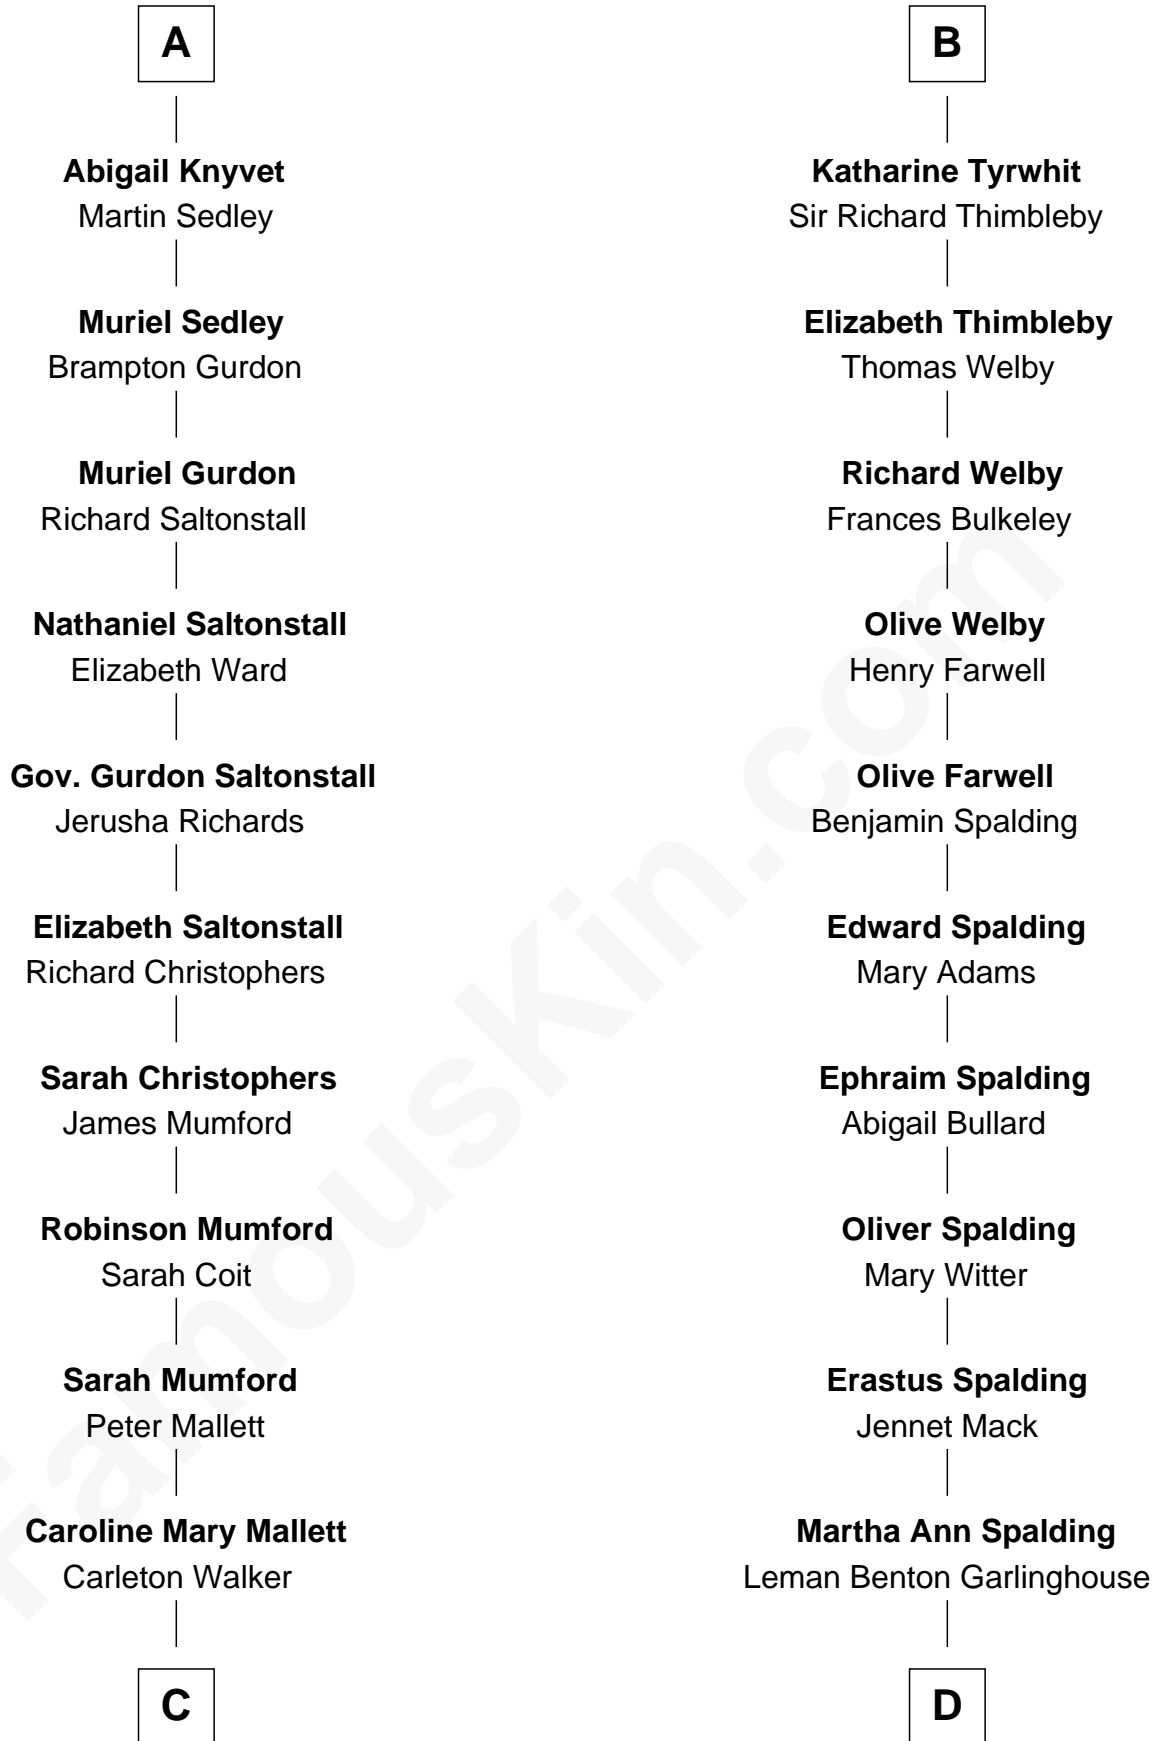 A
Abigail Knyvet
Martin Sedley
Muriel Sedley
Brampton Gurdon
Muriel Gurdon
Richard Saltonstall
Nathaniel Saltonstall
Elizabeth Ward
Gov. Gurdon Saltonstall
Jerusha Richards
Elizabeth Saltonstall
Richard Christophers
Sarah Christophers
James Mumford
Robinson Mumford
Sarah Coit
Sarah Mumford
Peter Mallett
Caroline Mary Mallett
Carleton Walker
C
B
Katharine Tyrwhit
Sir Richard Thimbleby
Elizabeth Thimbleby
Thomas Welby
Richard Welby
Frances Bulkeley
Olive Welby
Henry Farwell
Olive Farwell
Benjamin Spalding
Edward Spalding
Mary Adams
Ephraim Spalding
Abigail Bullard
Oliver Spalding
Mary Witter
Erastus Spalding
Jennet Mack
Martha Ann Spalding
Leman Benton Garlinghouse
D
FamousKin.com